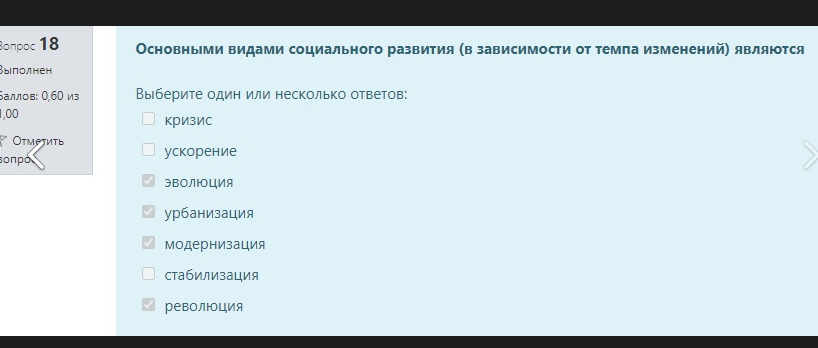 Вопрос 18
Выполнен
Баллов: 0,60 из
1,00
Отметить
вопрос
Основными видами социального развития (в зависимости от темпа изменений) являются
Выберите один или несколько ответов:
кризис
ускорение
эволюция
урбанизация
модернизация
стабилизация
революция